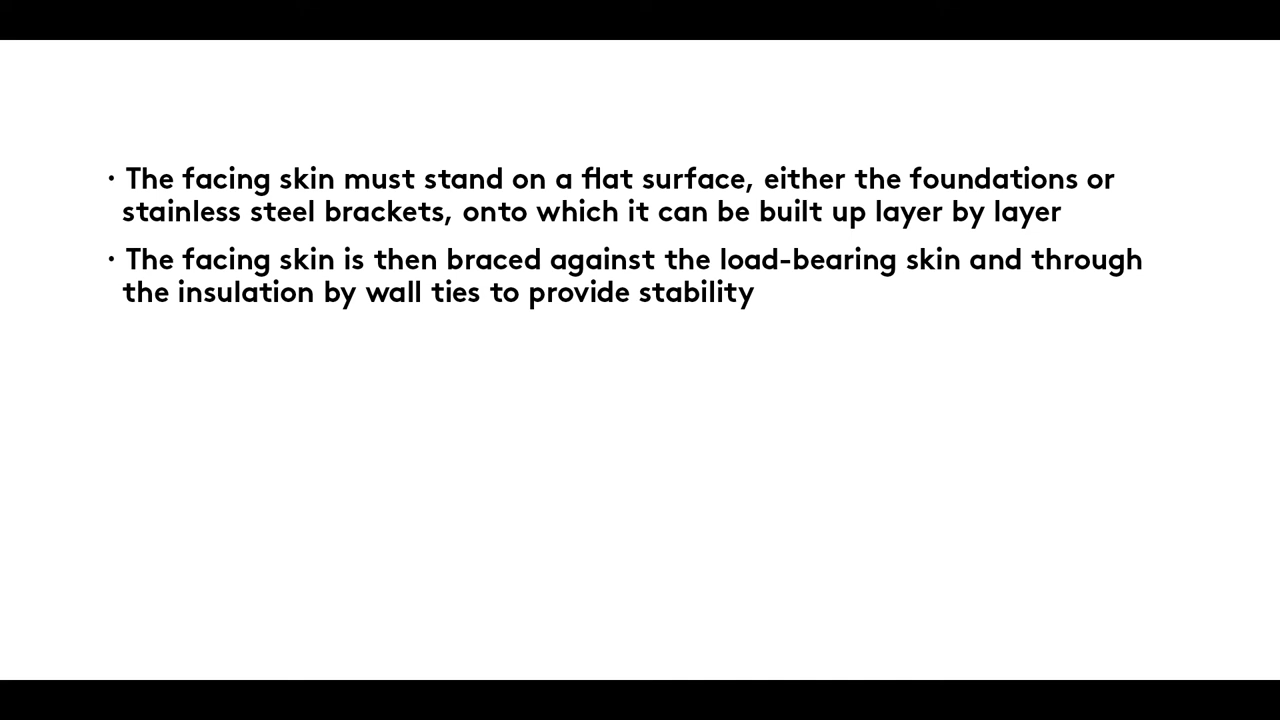 · The facing skin must stand on a flat surface, either the foundations or
stainless steel brackets, onto which it can be built up layer by layer
· The facing skin is then braced against the load-bearing skin and through
the insulation by wall ties to provide stability